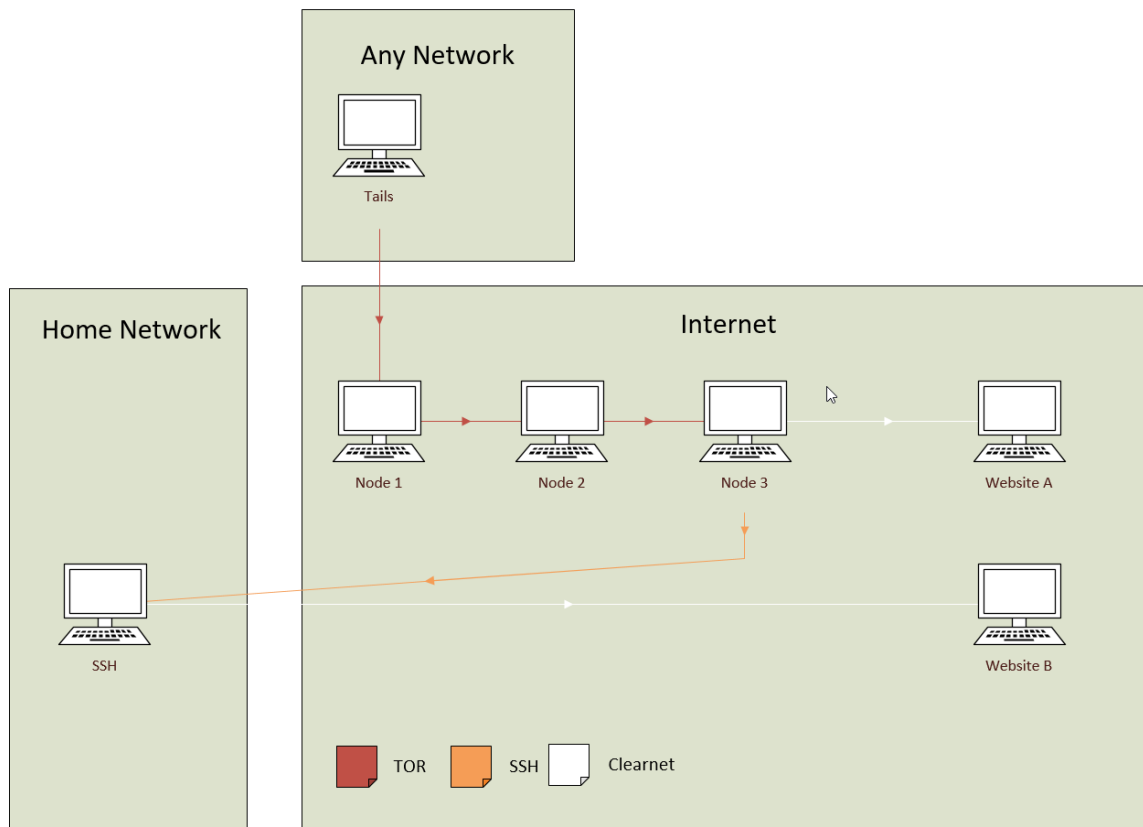 Any Network
Tails
Home Network
Internet
Node 1
Node 2
Node 3
Website A
SSH
Website B
TOR
SSH
Clearnet